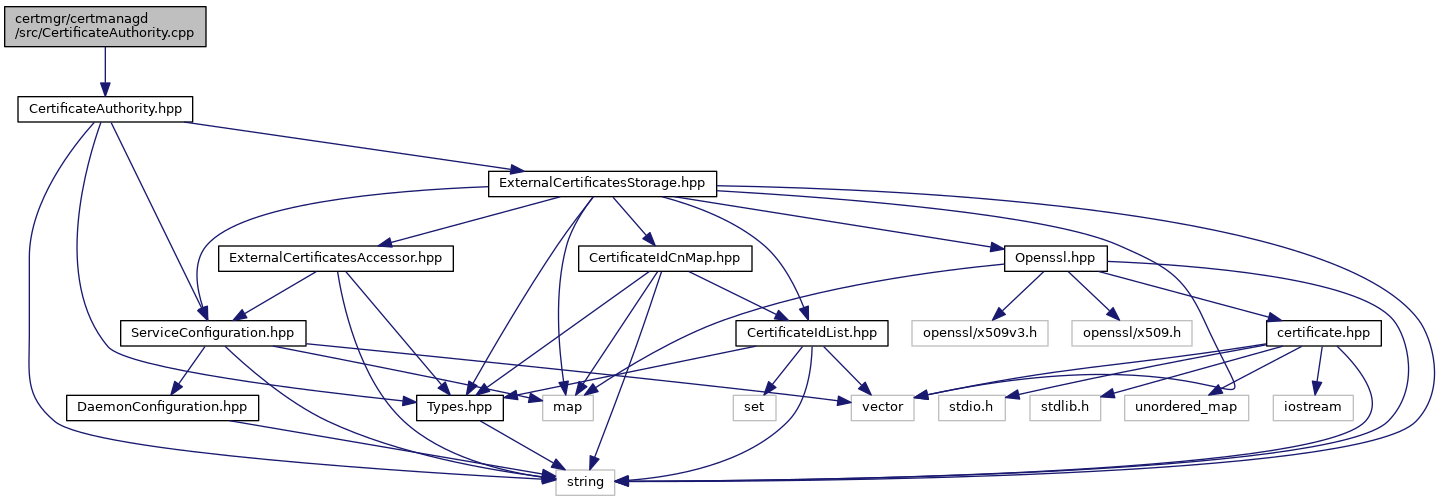 certmgr/certmanagd
/src/CertificateAuthority.cpp
CertificateAuthority.hpp
ExternalCertificatesStorage.hpp
ExternalCertificatesAccessor.hpp
CertificateIdCnMap.hpp
Openssl.hpp
ServiceConfiguration.hpp
CertificateIdList.hpp
openssl/x509v3.h
openssl/x509.h
certificate.hpp
DaemonConfiguration.hpp
Types.hpp
map
set
vector
stdio.h
stdlib.h
unordered_map
iostream
string